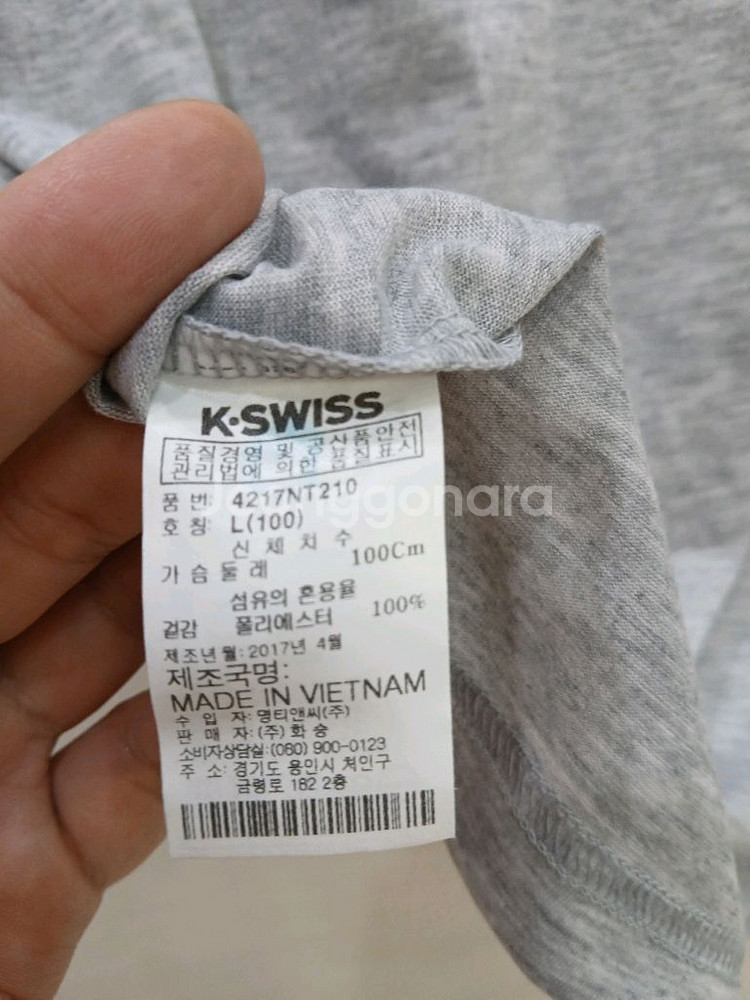 K·SWISS
품질경영 및 공산품안전
관리법에 의한 품질표시
품 번 4217NT210
호칭: L(100)
신 체 치 수
가 슴 둘 레 100Cm
섬유의 혼용율
겉감 폴리에스터 100%
제조년월: 2017년 4월
제조국명:
MADE IN VIETNAM
수 입 자: 명티앤씨(주)
판 매 자: (주) 화 승
소비자상담실: (080) 900-0123
주 소: 경기도 용인시 처인구
금령로 182 2층
Joonggonara